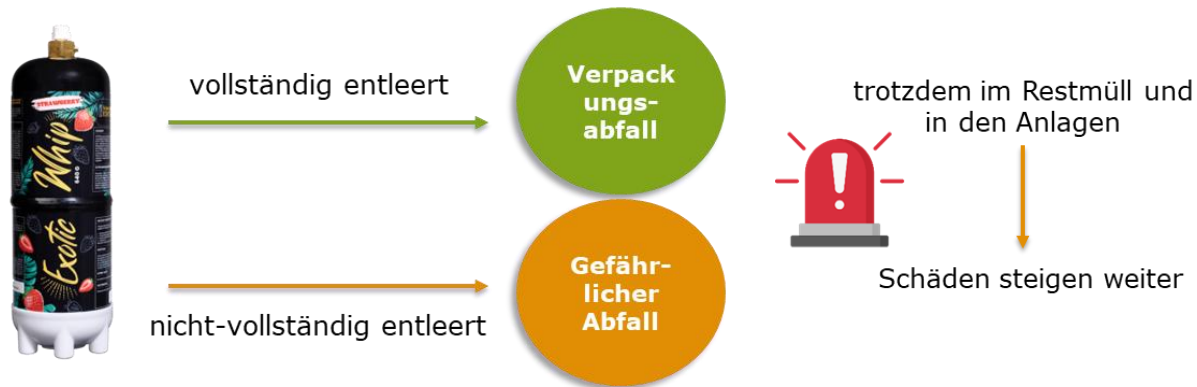 vollständig entleert
Verpack
ungs-
abfall
trotzdem im Restmüll und
in den Anlagen
STRAWBERRY
Exotic Whip
640 G
nicht-vollständig entleert
Gefähr-
licher
Abfall
Schäden steigen weiter